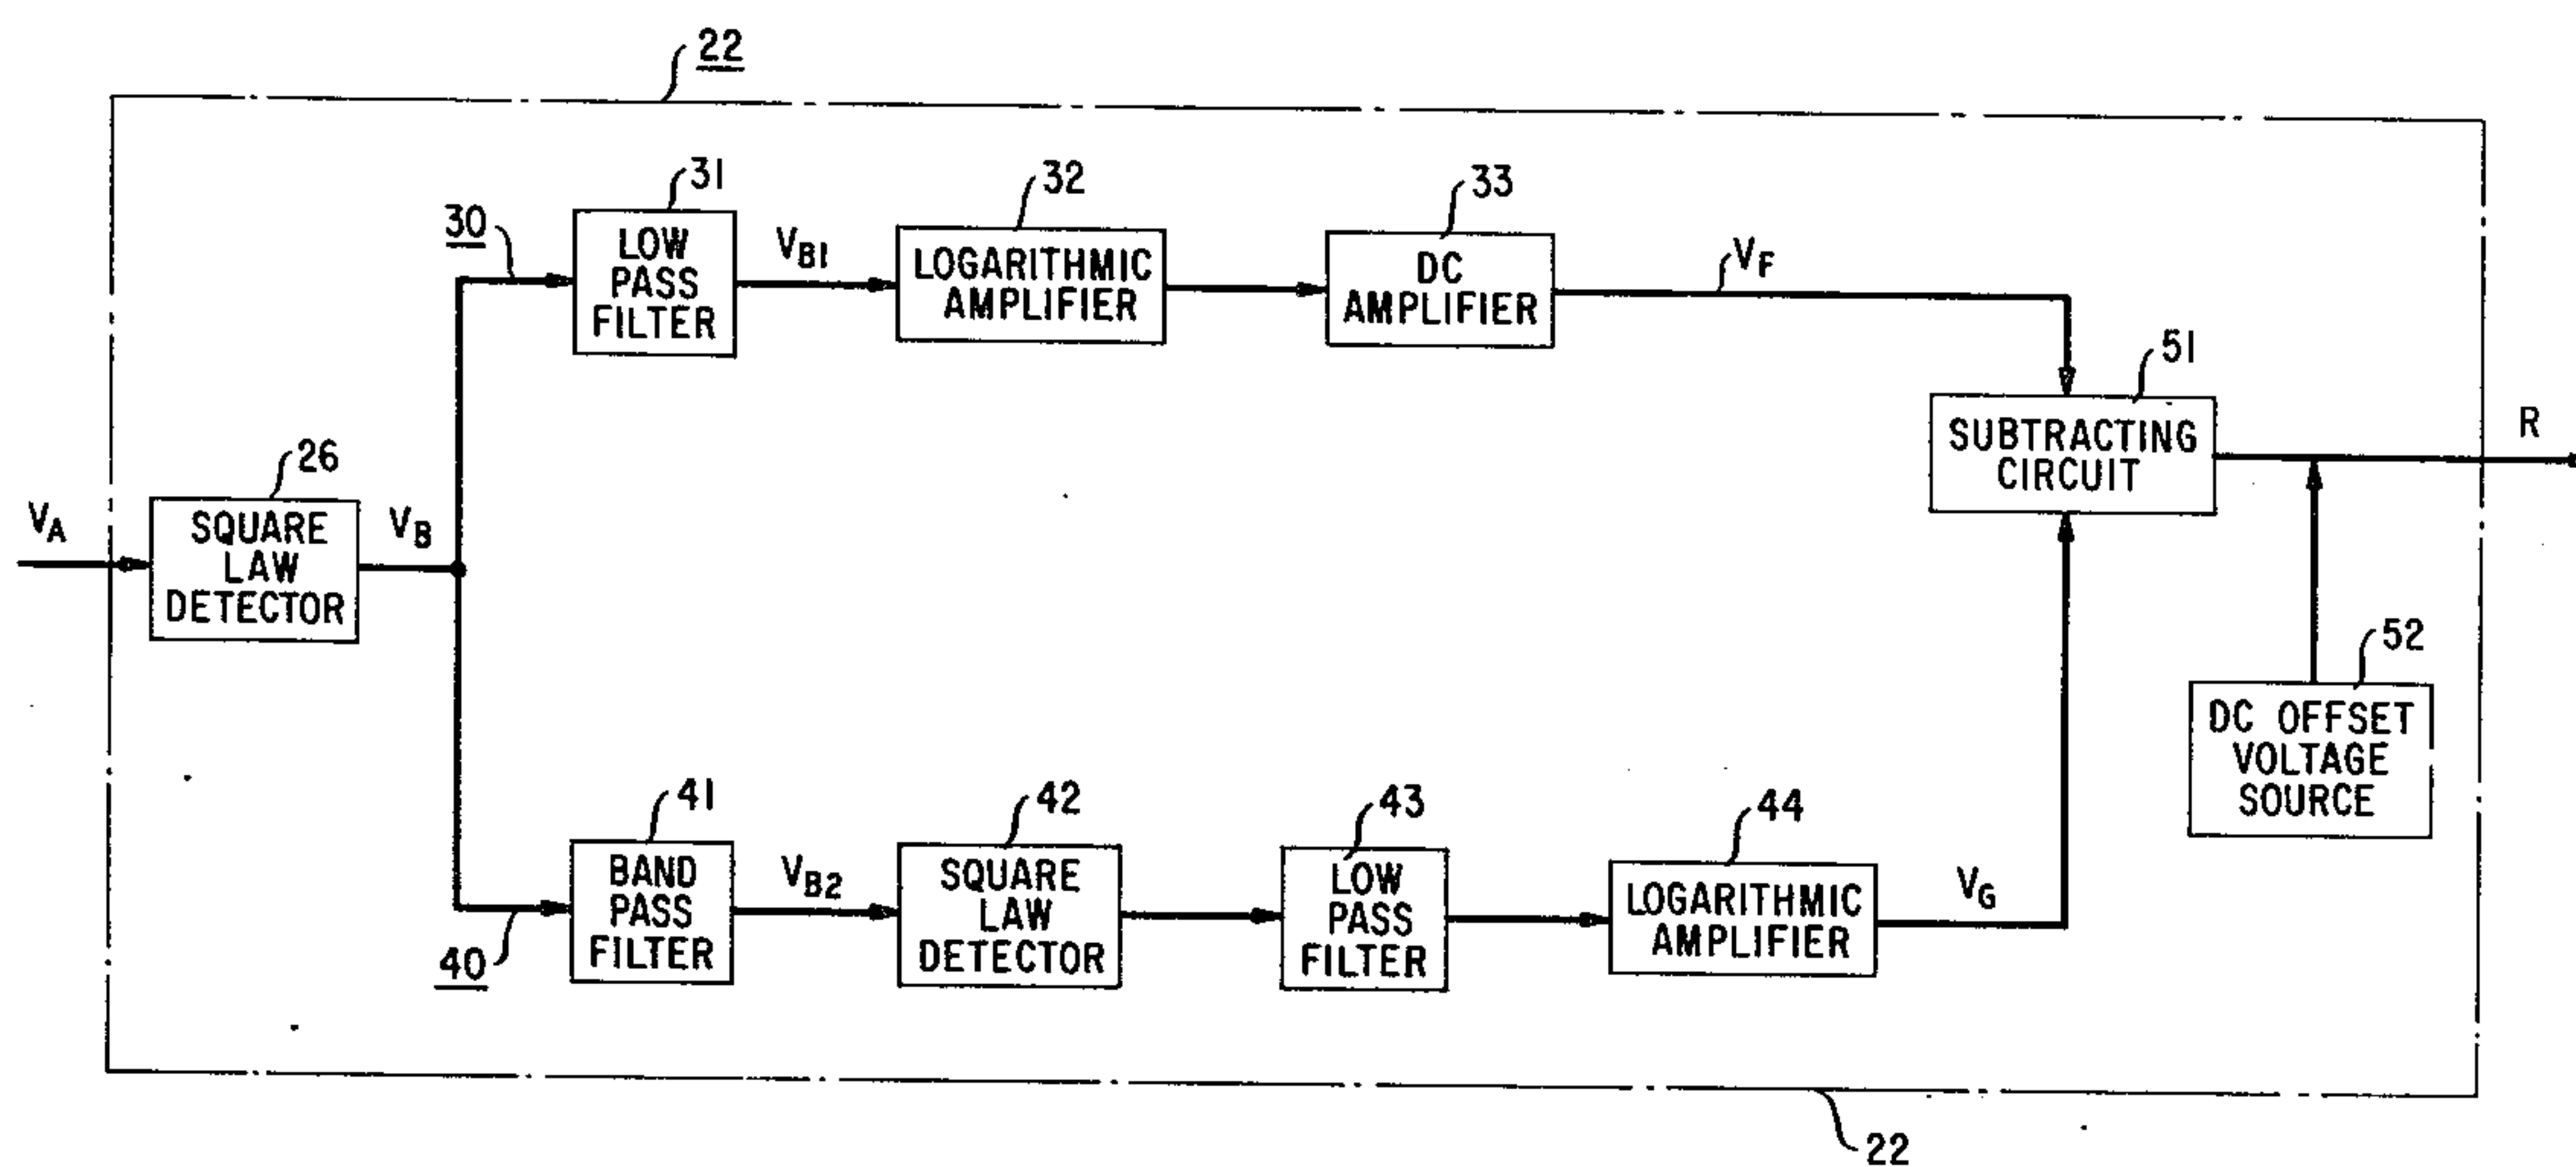 22
31
32
33
30
LOW
PASS
FILTER
VB1
LOGARITHMIC
AMPLIFIER
DC
AMPLIFIER
VF
51
SUBTRACTING
CIRCUIT
R
26
VA
SQUARE
LAW
DETECTOR
VB
52
DC OFFSET
VOLTAGE
SOURCE
41
42
43
44
BAND
PASS
FILTER
VB2
SQUARE
LAW
DETECTOR
LOW
PASS
FILTER
LOGARITHMIC
AMPLIFIER
VG
40
22